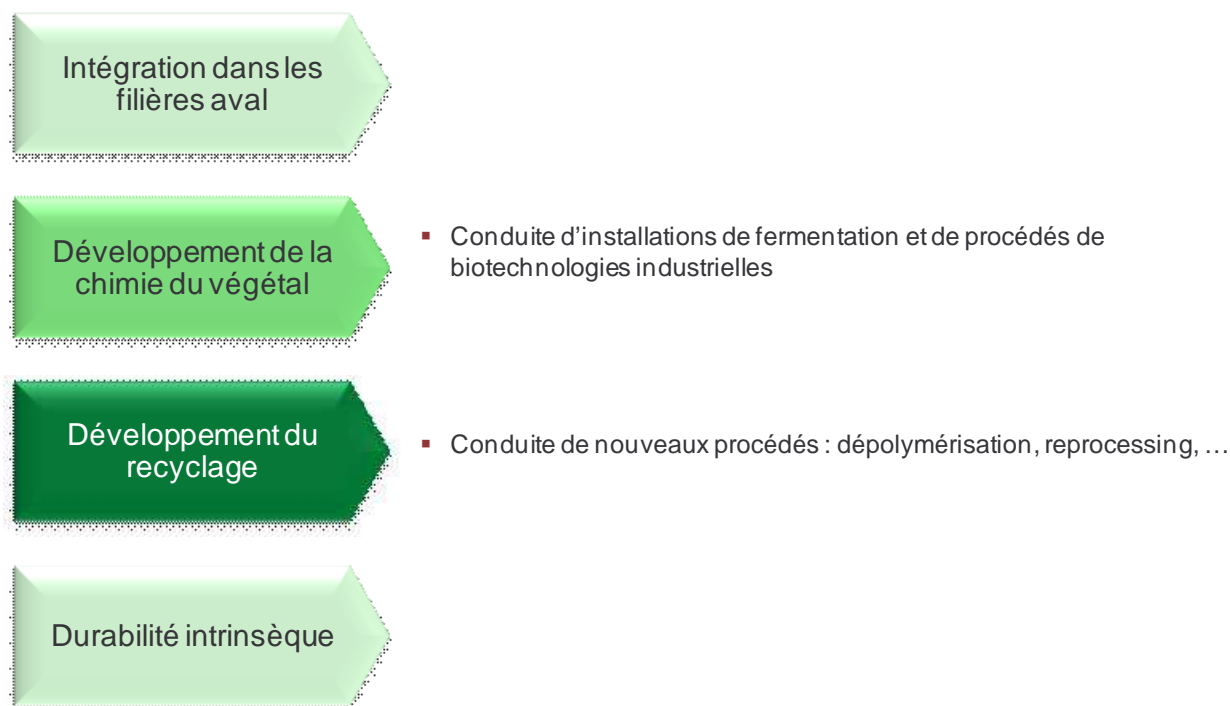 Intégration dans les
filières aval
Développement de la
chimie du végétal
▪ Conduite d’installations de fermentation et de procédés de
biotechnologies industrielles
Développement du
recyclage
▪ Conduite de nouveaux procédés : dépolymérisation, reprocessing, …
Durabilité intrinsèque